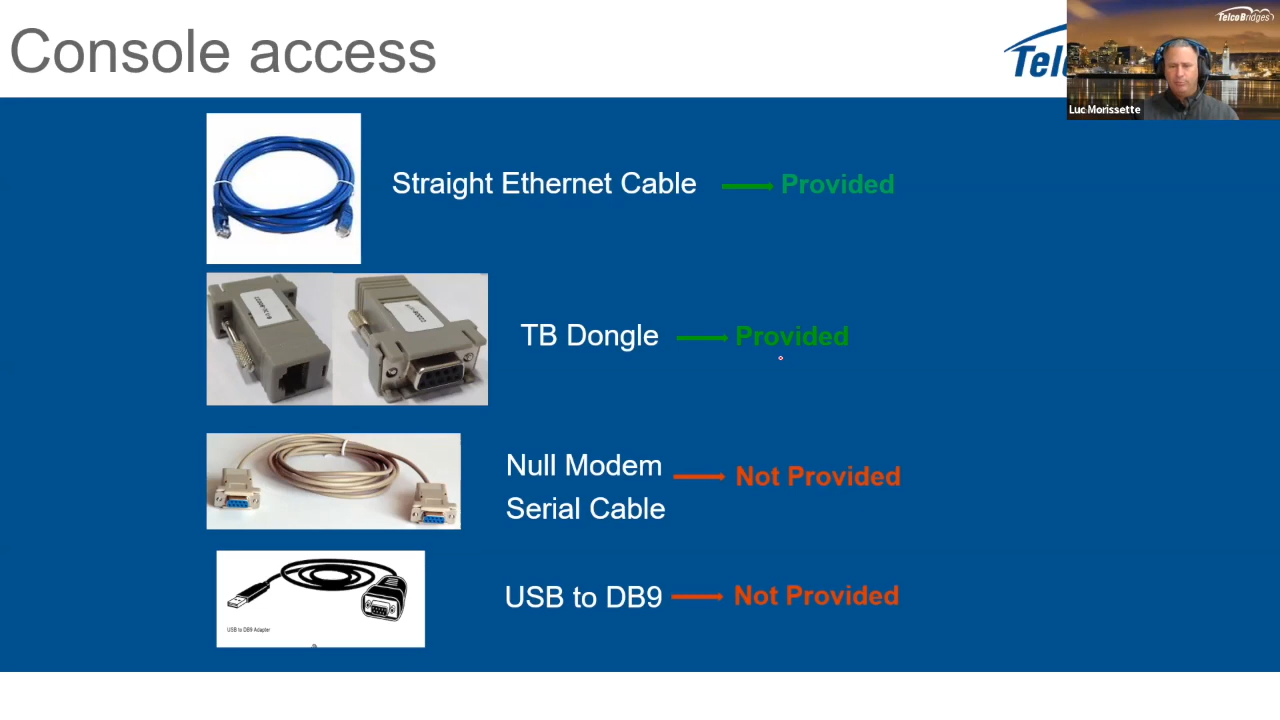 Console access
Telc
TelcoBridges
Luc Morissette
Straight Ethernet Cable
Provided
TB Dongle
Provided
Null Modem
Serial Cable
Not Provided
USB to DB9
Not Provided
USB to DB9 Adapter